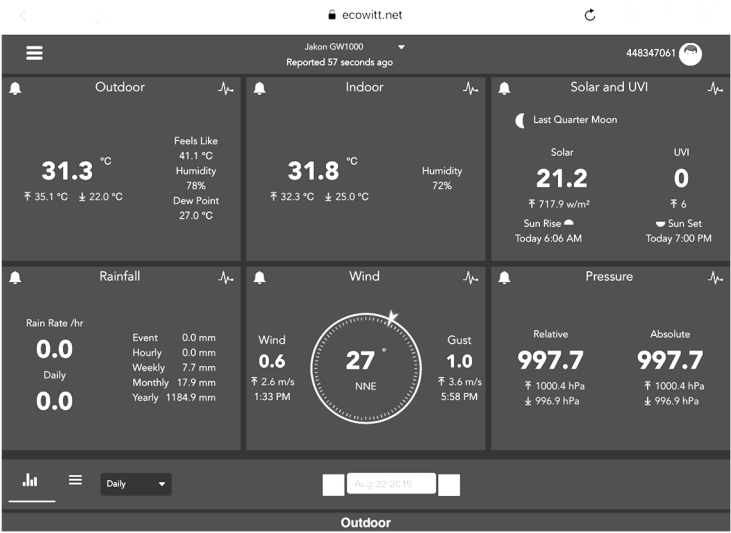 ecowitt.net
Jakon GW1000
Reported 57 seconds ago
448347061
Outdoor
31.3 °C
35.1 °C 22.0 °C
Feels Like
41.1 °C
Humidity
78%
Dew Point
27.0 °C
Indoor
31.8 °C
32.3 °C 25.0 °C
Humidity
72%
Solar and UVI
Last Quarter Moon
Solar
21.2
717.9 w/m²
Sun Rise
Today 6:06 AM
UVI
0
6
Sun Set
Today 7:00 PM
Rainfall
Rain Rate /hr
0.0
Daily
0.0
Event 0.0 mm
Hourly 0.0 mm
Weekly 7.7 mm
Monthly 17.9 mm
Yearly 1184.9 mm
Wind
Wind
0.6
2.6 m/s
1:33 PM
27 °
NNE
Gust
1.0
3.6 m/s
5:58 PM
Pressure
Relative
997.7
1000.4 hPa
996.9 hPa
Absolute
997.7
1000.4 hPa
996.9 hPa
Daily
Aug 22 2019
Outdoor